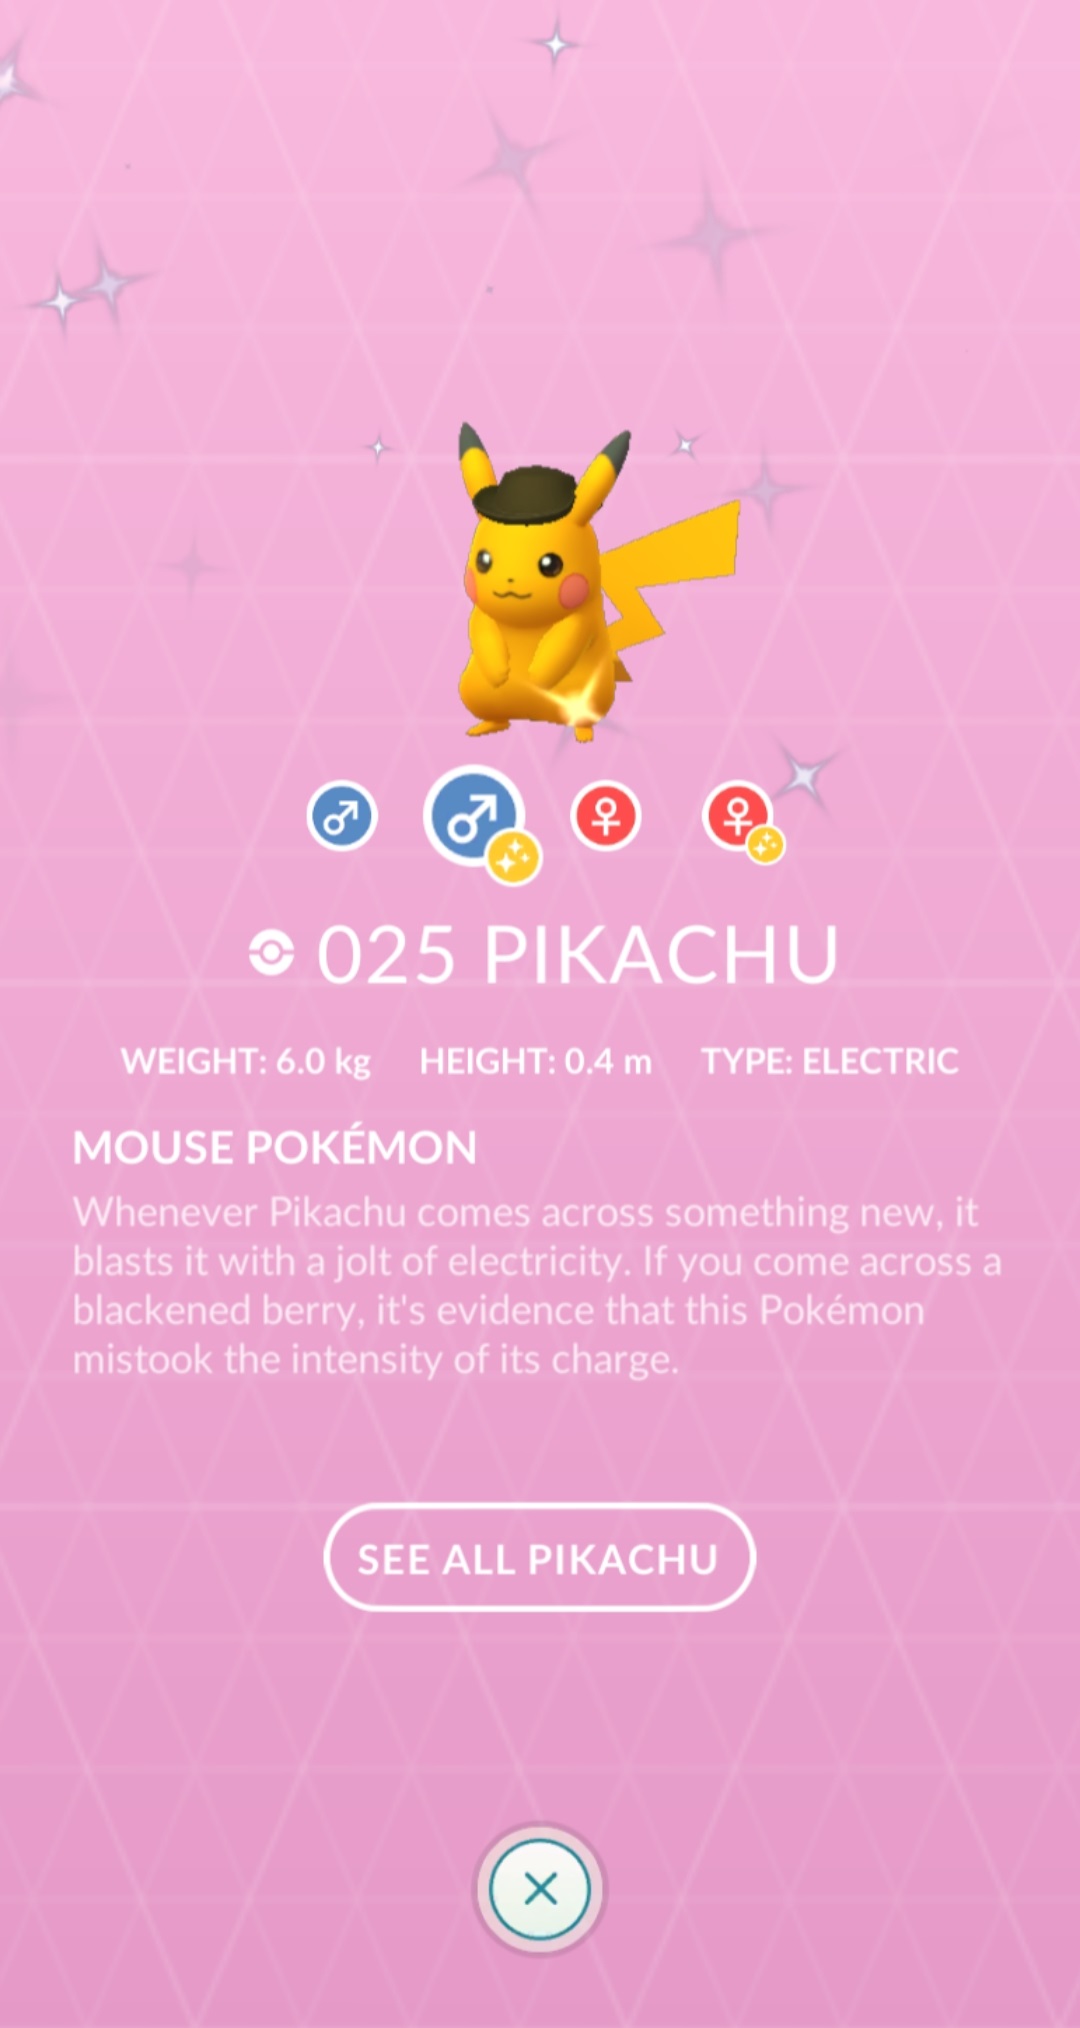 025 PIKACHU
WEIGHT: 6.0 kg HEIGHT: 0.4 m TYPE: ELECTRIC
MOUSE POKÉMON
Whenever Pikachu comes across something new, it
blasts it with a jolt of electricity. If you come across a
blackened berry, it's evidence that this Pokémon
mistook the intensity of its charge.
SEE ALL PIKACHU